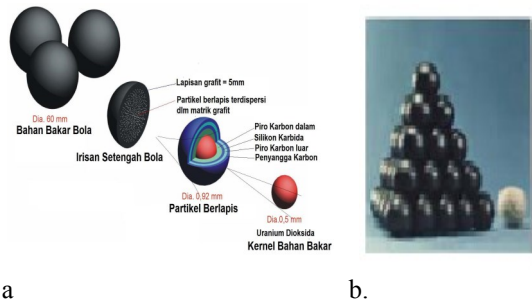 Dia. 60 mm
Bahan Bakar Bola
Lapisan grafit = 5mm
Partikel berlapis terdispersi
dlm matrik grafit
Irisan Setengah Bola
Piro Karbon dalam
Silikon Karbida
Piro Karbon luar
Penyangga Karbon
Dia. 0,92 mm
Partikel Berlapis
Dia.0,5 mm
Uranium Dioksida
Kernel Bahan Bakar
a
b.